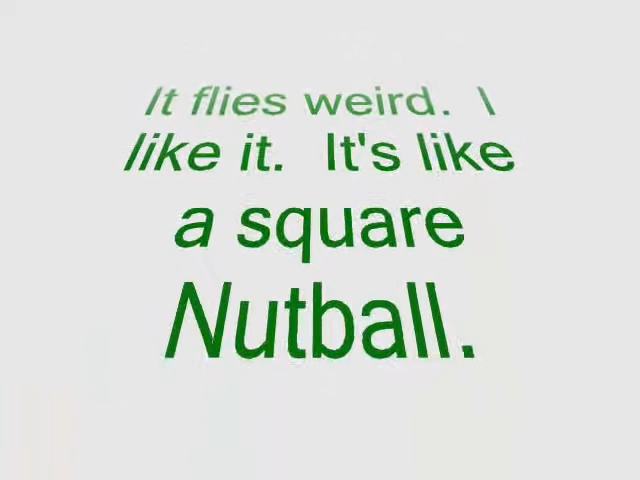 It flies weird.  I
like it.  It's like
a square
Nutball.